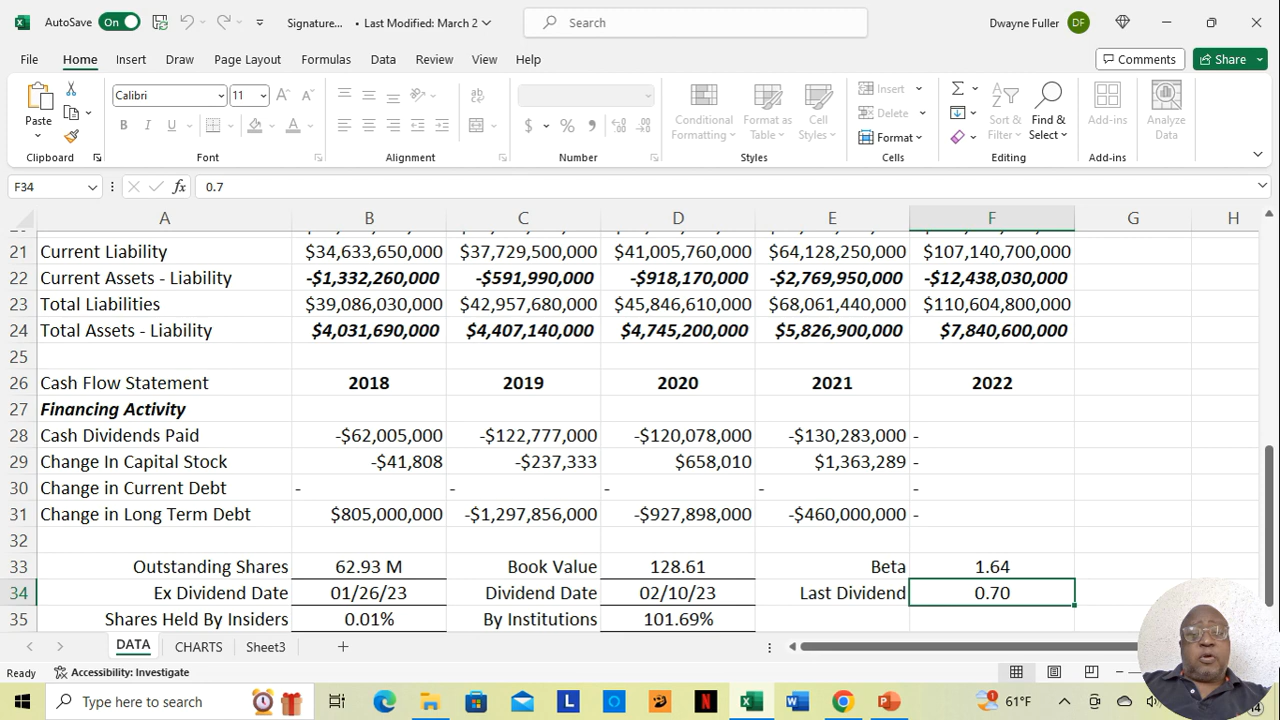 AutoSave On Signature... • Last Modified: March 2 Search Dwayne Fuller DF
File Home Insert Draw Page Layout Formulas Data Review View Help Comments Share
Paste Calibri 11 Insert Delete Format
B I U $ % , Conditional Formatting Format as Table Cell Styles Sort & Filter Find & Select Add-ins Analyze Data
Clipboard Font Alignment Number Styles Cells Editing Add-ins
F34 fx 0.7
A B C D E F G H
21 Current Liability $34,633,650,000 $37,729,500,000 $41,005,760,000 $64,128,250,000 $107,140,700,000
22 Current Assets - Liability -$1,332,260,000 -$591,990,000 -$918,170,000 -$2,769,950,000 -$12,438,030,000
23 Total Liabilities $39,086,030,000 $42,957,680,000 $45,846,610,000 $68,061,440,000 $110,604,800,000
24 Total Assets - Liability $4,031,690,000 $4,407,140,000 $4,745,200,000 $5,826,900,000 $7,840,600,000
25
26 Cash Flow Statement 2018 2019 2020 2021 2022
27 Financing Activity
28 Cash Dividends Paid -$62,005,000 -$122,777,000 -$120,078,000 -$130,283,000 -
29 Change In Capital Stock -$41,808 -$237,333 $658,010 $1,363,289 -
30 Change in Current Debt - - - - -
31 Change in Long Term Debt $805,000,000 -$1,297,856,000 -$927,898,000 -$460,000,000 -
32
33 Outstanding Shares 62.93 M Book Value 128.61 Beta 1.64
34 Ex Dividend Date 01/26/23 Dividend Date 02/10/23 Last Dividend 0.70
35 Shares Held By Insiders 0.01% By Institutions 101.69%
DATA CHARTS Sheet3
Ready Accessibility: Investigate
Type here to search 61°F